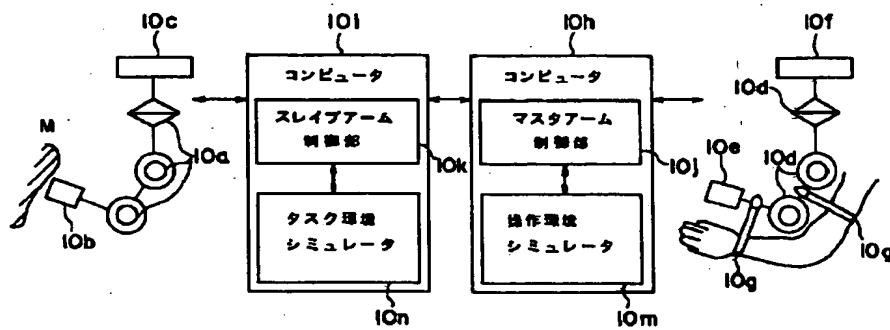 10c
10i
10h
10f
コンピュータ
コンピュータ
10d
M
10a
スレイブアーム
制御部
マスタアーム
制御部
10e
10d
10k
10j
10b
タスク環境
シミュレータ
操作環境
シミュレータ
10g
10g
10n
10m